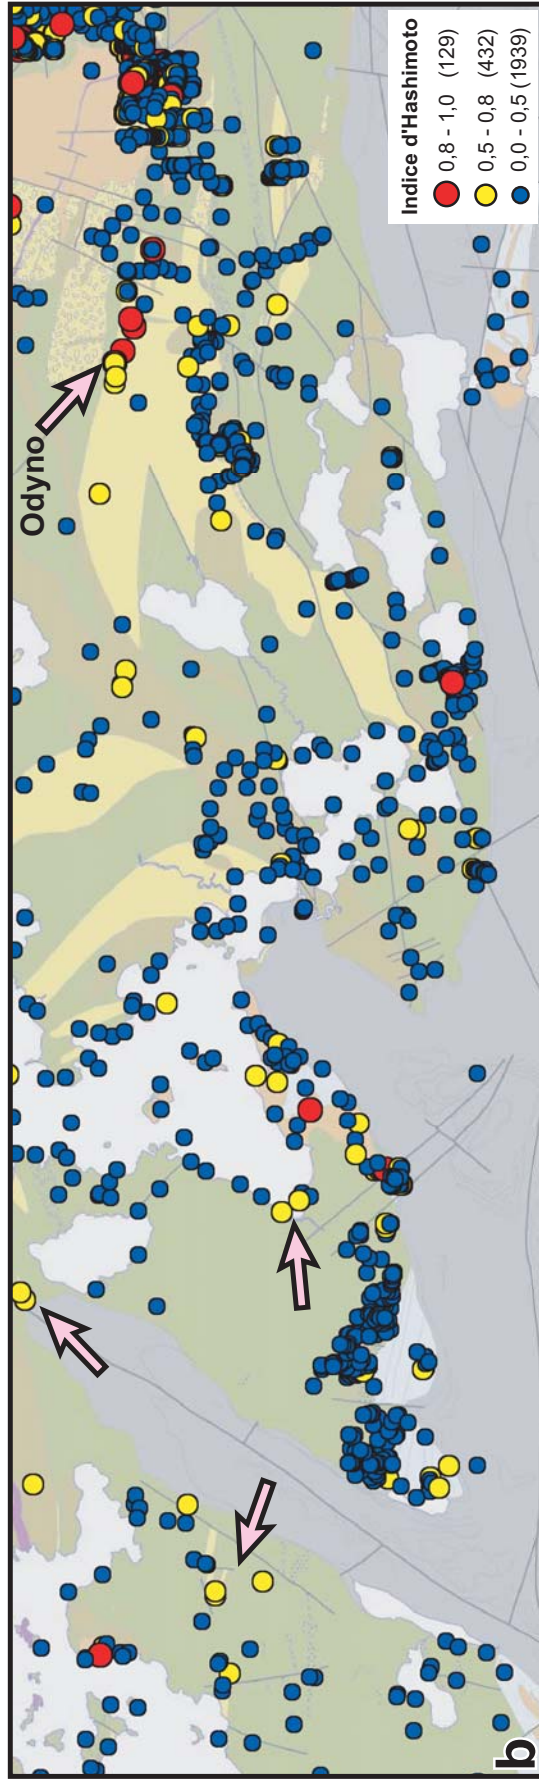 Odyno
Indice d'Hashimoto
0,8 - 1,0 (129)
0,5 - 0,8 (432)
0,0 - 0,5 (1939)
b